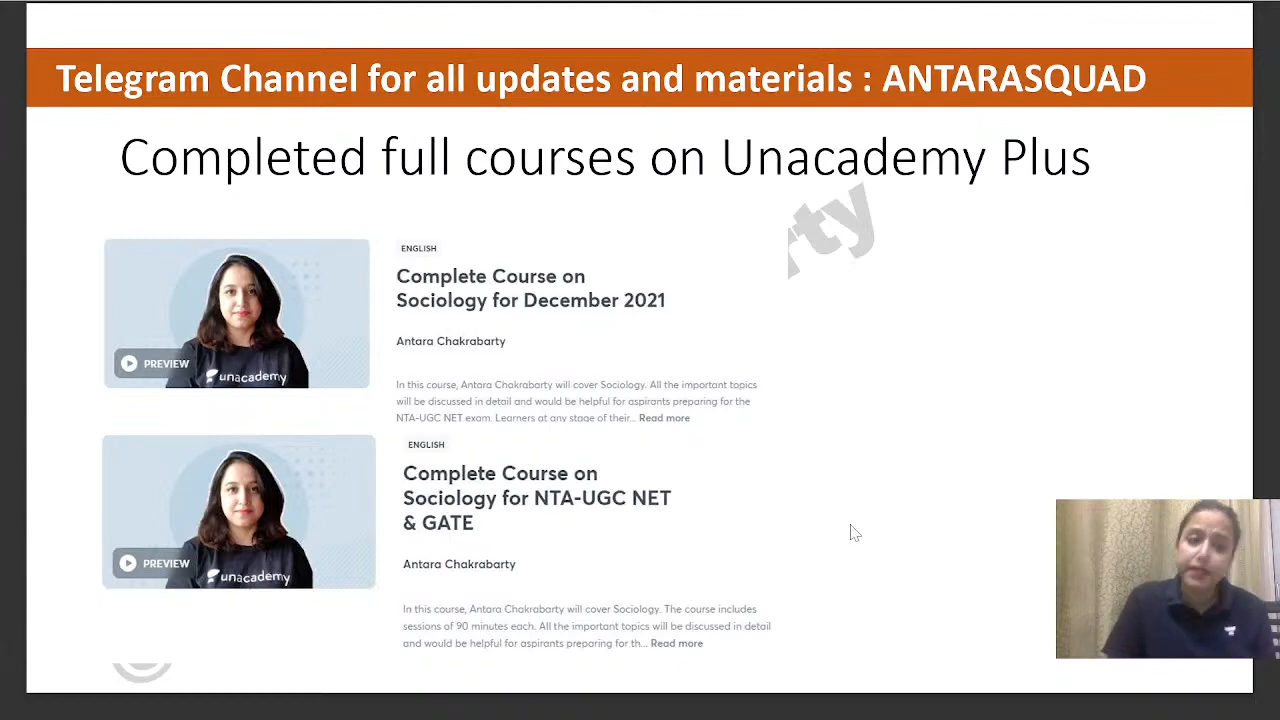 Telegram Channel for all updates and materials : ANTARASQUAD
Completed full courses on Unacademy Plus
rty
ENGLISH
Complete Course on
Sociology for December 2021
Antara Chakrabarty
PREVIEW
unacademy
In this course, Antara Chakrabarty will cover Sociology. All the important topics
will be discussed in detail and would be helpful for aspirants preparing for the
NTA-UGC NET exam. Learners at any stage of their... Read more
ENGLISH
Complete Course on
Sociology for NTA-UGC NET
& GATE
Antara Chakrabarty
PREVIEW
unacademy
In this course, Antara Chakrabarty will cover Sociology. The course includes
sessions of 90 minutes each. All the important topics will be discussed in detail
and would be helpful for aspirants preparing for th... Read more